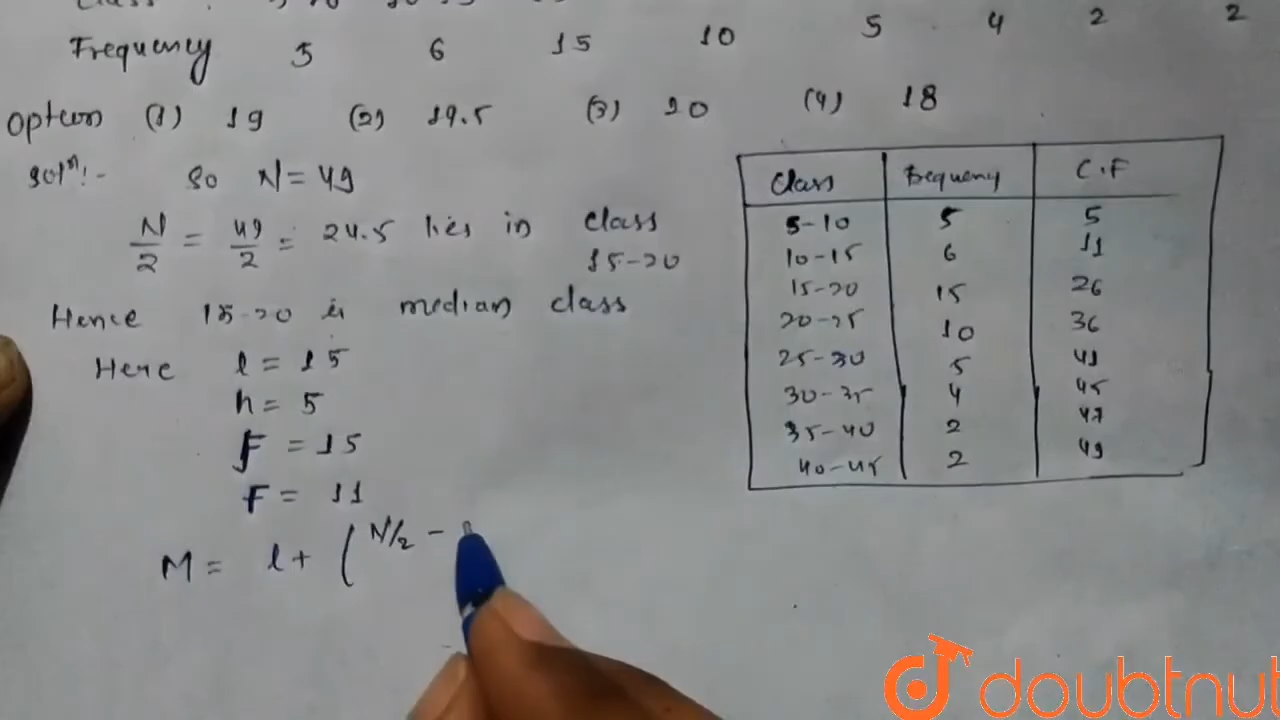 Frequency 5 6 15 10 5 4 2 2
option (1) 19 (2) 19.5 (3) 20 (4) 18
Solⁿ:- So N = 49
N/2 = 49/2 = 24.5 lies in class
15-20
Hence 15-20 is median class
Here l = 15
h = 5
f = 15
F = 11
M = l + ( N/2 -
Class Frequency C.F
5-10 5 5
10-15 6 11
15-20 15 26
20-25 10 36
25-30 5 41
30-35 4 45
35-40 2 47
40-45 2 49
doubtnut